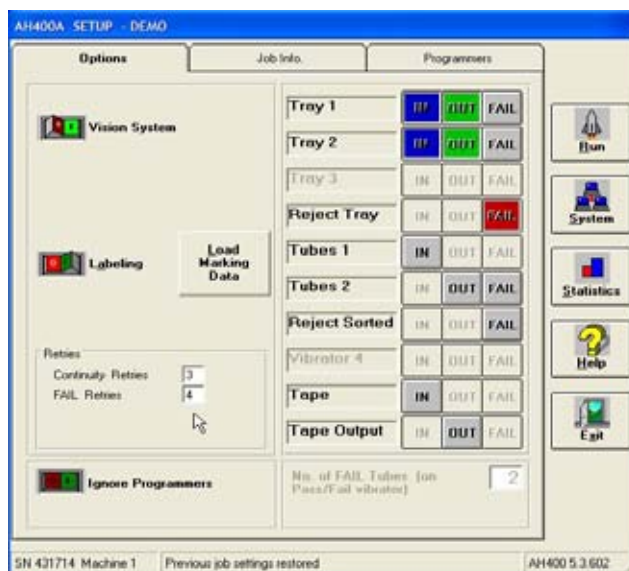 AH400A SETUP - DEMO
Options
Job Info.
Programmers
Vision System
Labeling
Load
Marking
Data
Retries
Continuity Retries 3
FAIL Retries 4
Ignore Programmers
Tray 1 IN OUT FAIL
Tray 2 IN OUT FAIL
Tray 3 IN OUT FAIL
Reject Tray IN OUT FAIL
Tubes 1 IN OUT FAIL
Tubes 2 IN OUT FAIL
Reject Sorted IN OUT FAIL
Vibrator 4 IN OUT FAIL
Tape IN OUT FAIL
Tape Output IN OUT FAIL
No. of FAIL Tubes (on
Pass/Fail vibrator) 2
Run
System
Statistics
Help
Exit
SN 431714 Machine 1
Previous job settings restored
AH400 5.3.602